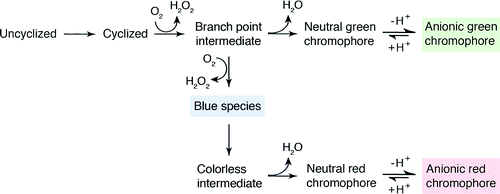 O₂ H₂O₂ H₂O -H⁺
Uncyclized Cyclized Branch point intermediate Neutral green chromophore +H⁺ Anionic green chromophore
O₂
H₂O₂
Blue species
H₂O -H⁺
Colorless intermediate Neutral red chromophore +H⁺ Anionic red chromophore